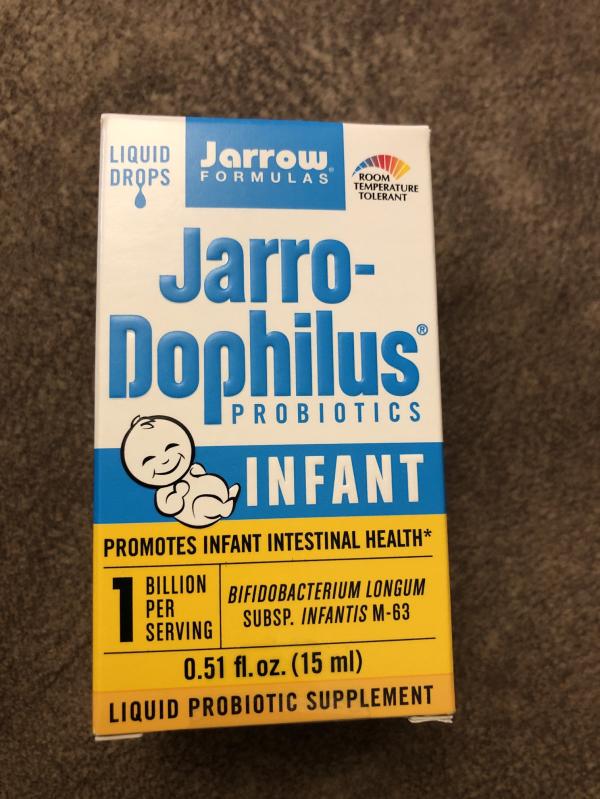 LIQUID
DROPS
Jarrow®
FORMULAS
ROOM
TEMPERATURE
TOLERANT
Jarro-
Dophilus®
PROBIOTICS
INFANT
PROMOTES INFANT INTESTINAL HEALTH*
1 BILLION
PER
SERVING
BIFIDOBACTERIUM LONGUM
SUBSP. INFANTIS M-63
0.51 fl.oz. (15 ml)
LIQUID PROBIOTIC SUPPLEMENT